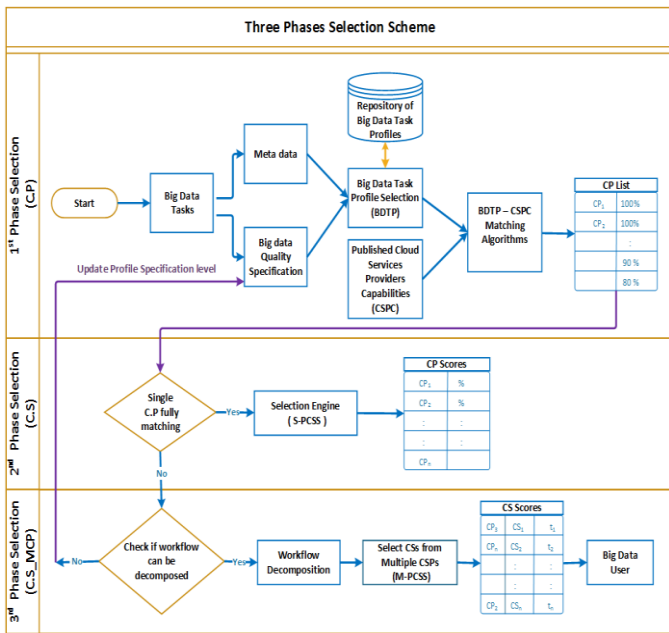 Three Phases Selection Scheme
1st Phase Selection
(C.P)
Start
Big Data
Tasks
Meta data
Big data
Quality
Specification
Update Profile Specification level
Repository of
Big Data Task
Profiles
Big Data Task
Profile Selection
(BDTP)
Published Cloud
Services
Providers
Capabilities
(CSPC)
BDTP – CSPC
Matching
Algorithms
CP List
CP1 100%
CP2 100%
:
90 %
80 %
2nd Phase Selection
(C.S)
Single
C.P fully
matching
Yes
No
Selection Engine
( S-PCSS )
CP Scores
CP1 %
CP2 %
: :
: :
CPn
3rd Phase Selection
(C.S_MCP)
Check if workflow
can be
decomposed
No
Yes
Workflow
Decomposition
Select CSs from
Multiple CSPs
(M-PCSS)
CS Scores
CP3 CS1 t1
CPn CS2 t2
: :
: :
CP2 CSn tn
Big Data
User